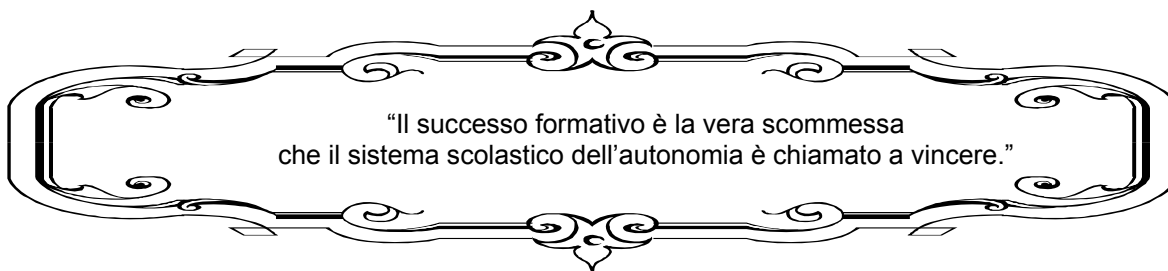 “Il successo formativo è la vera scommessa
che il sistema scolastico dell’autonomia è chiamato a vincere.”